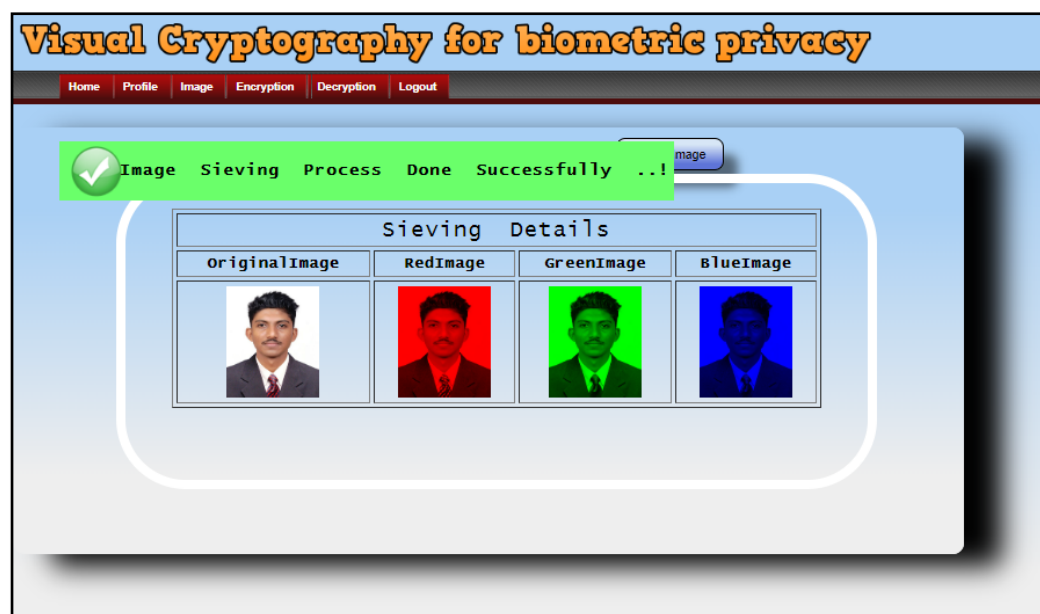 Visual Cryptography for biometric privacy
Home Profile Image Encryption Decryption Logout
mage
Image Sieving Process Done Successfully ..!
Sieving Details
OriginalImage RedImage GreenImage BlueImage